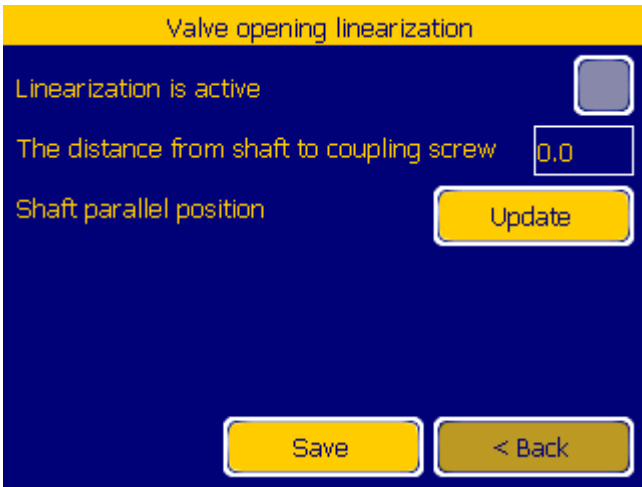 Valve opening linearization
Linearization is active
The distance from shaft to coupling screw 0.0
Shaft parallel position Update
Save < Back